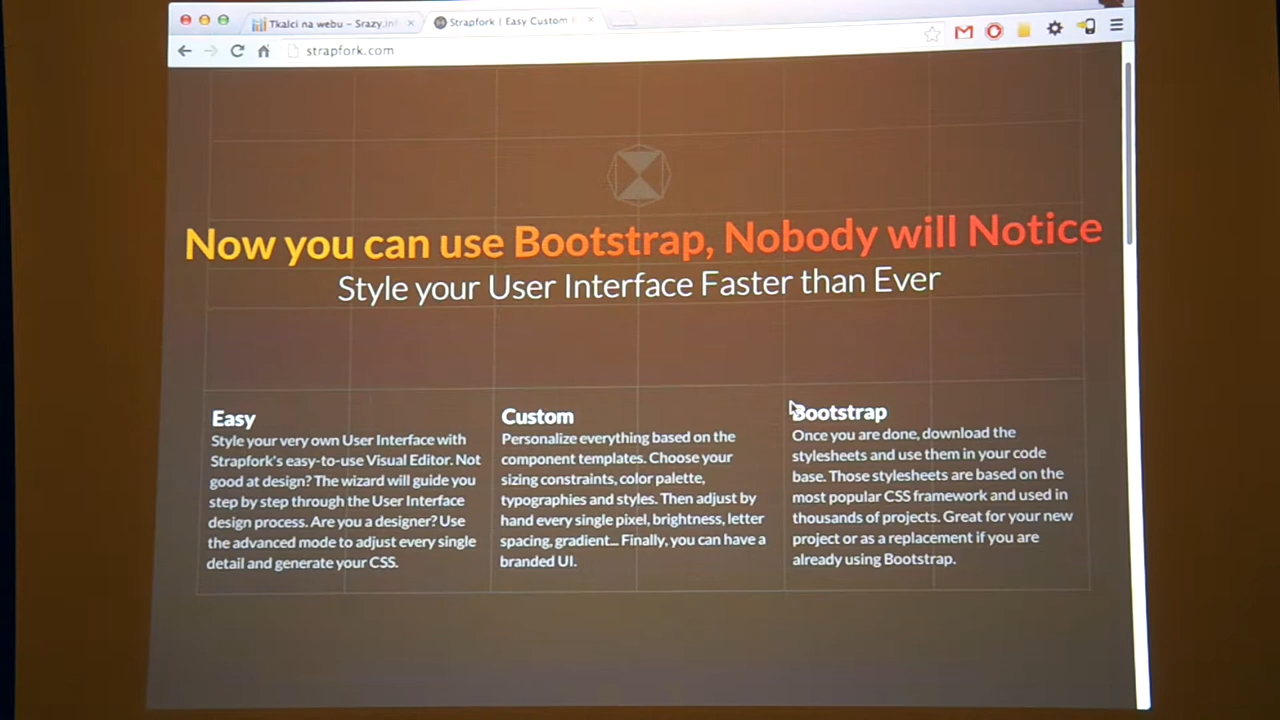 Tkalci na webu – Srazy.in
Strapfork | Easy Custom
strapfork.com
Now you can use Bootstrap, Nobody will Notice
Style your User Interface Faster than Ever
Easy
Style your very own User Interface with
Strapfork's easy-to-use Visual Editor. Not
good at design? The wizard will guide you
step by step through the User Interface
design process. Are you a designer? Use
the advanced mode to adjust every single
detail and generate your CSS.
Custom
Personalize everything based on the
component templates. Choose your
sizing constraints, color palette,
typographies and styles. Then adjust by
hand every single pixel, brightness, letter
spacing, gradient... Finally, you can have a
branded UI.
Bootstrap
Once you are done, download the
stylesheets and use them in your code
base. Those stylesheets are based on the
most popular CSS framework and used in
thousands of projects. Great for your new
project or as a replacement if you are
already using Bootstrap.